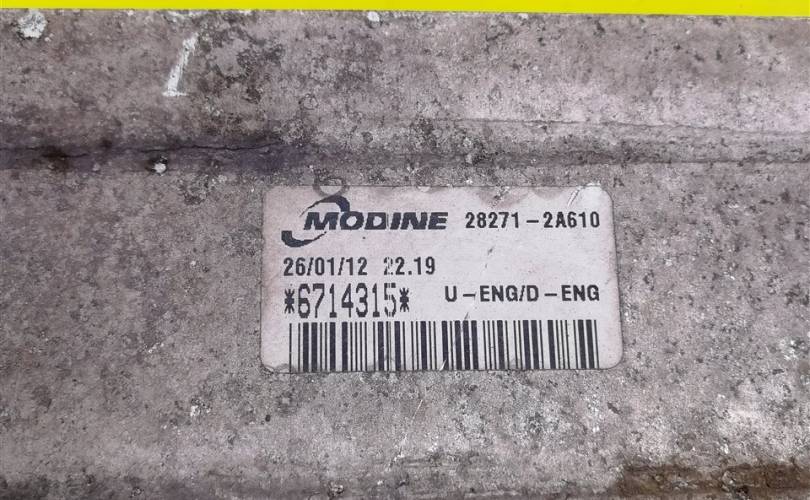 MODINE 28271-2A610
26/01/12 22.19
*6714315* U-ENG/D-ENG